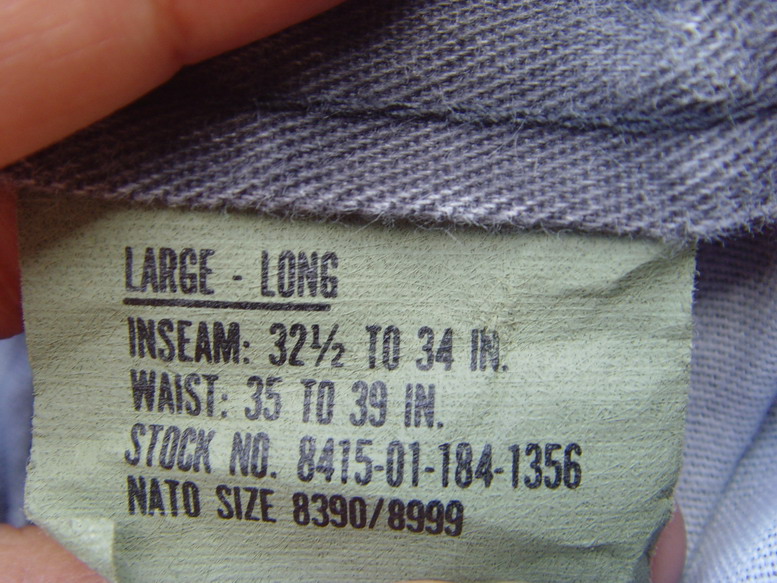 LARGE - LONG
INSEAM: 32½ TO 34 IN.
WAIST: 35 TO 39 IN.
STOCK NO. 8415-01-184-1356
NATO SIZE 8390/8999